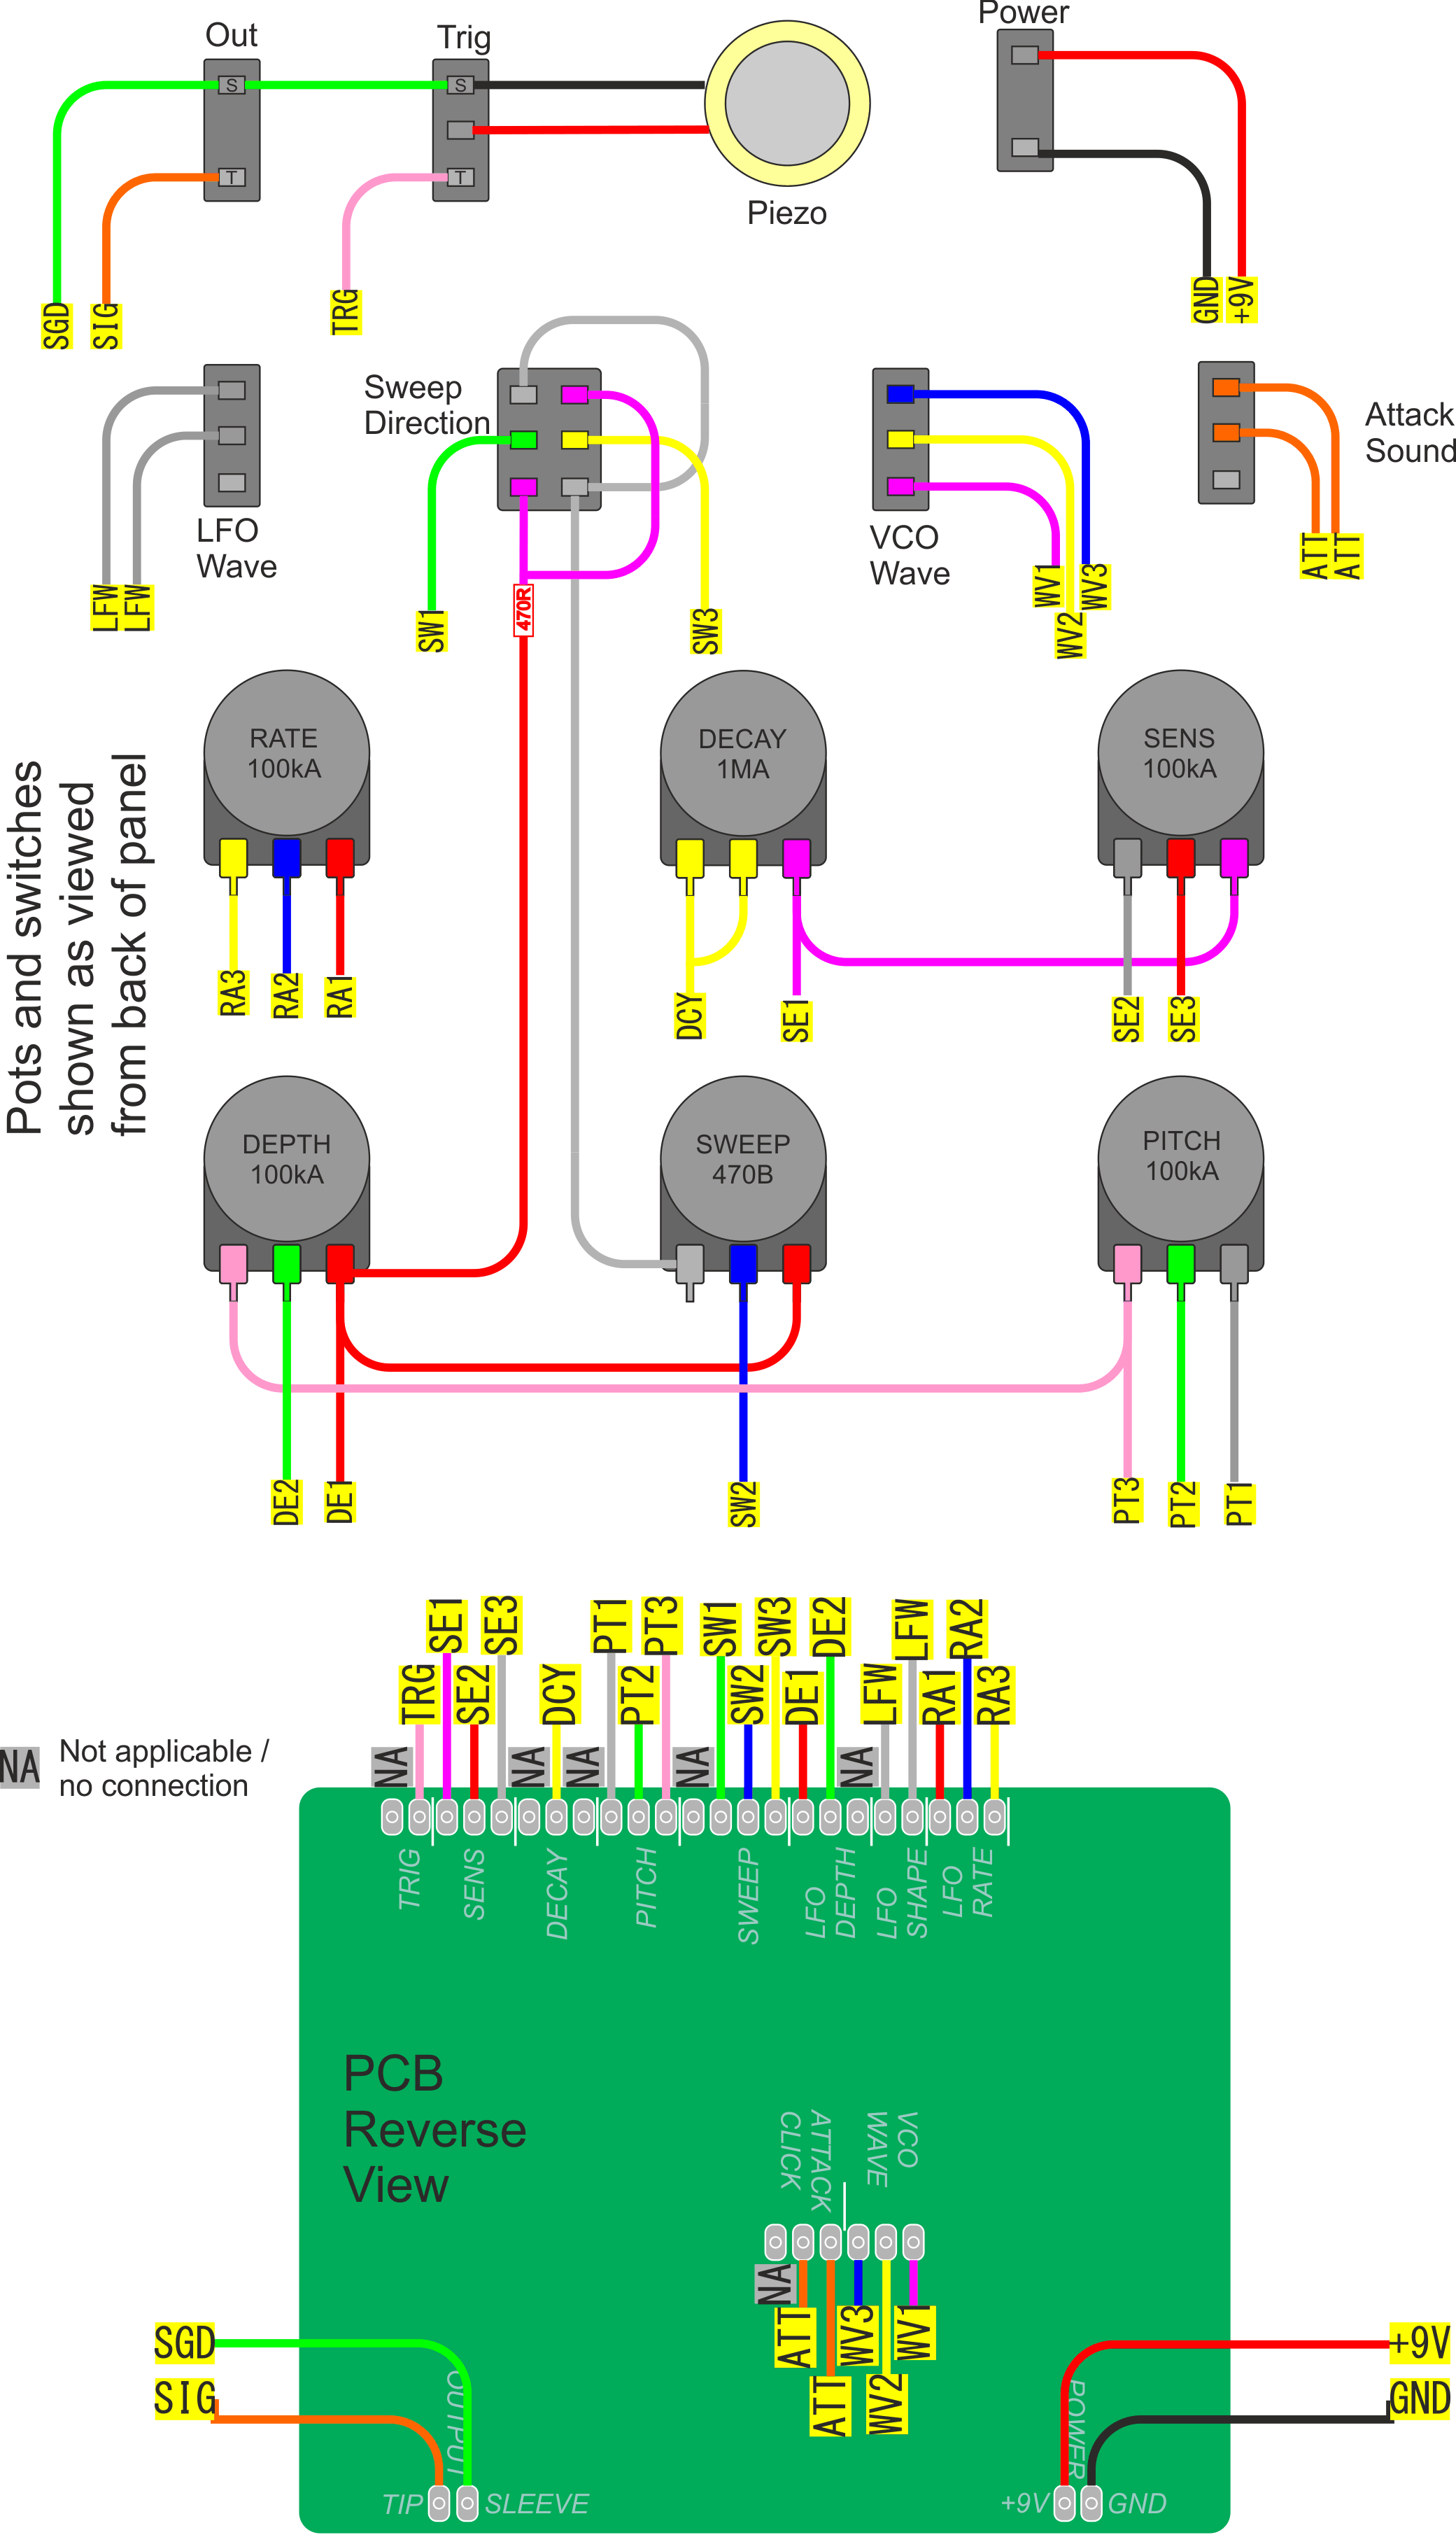 Out
Trig
Power
S
S
T
T
Piezo
SGD
SIG
TRG
GND
+9V
Sweep
Direction
Attack
Sound
LFO
Wave
VCO
Wave
LFW
LFW
SW1
470R
SW3
WV1
WV2
WV3
ATT
ATT
Pots and switches
shown as viewed
from back of panel
RATE
100kA
DECAY
1MA
SENS
100kA
RA3
RA2
RA1
DCY
SE1
SE2
SE3
DEPTH
100kA
SWEEP
470B
PITCH
100kA
DE2
DE1
SW2
PT3
PT2
PT1
NA
Not applicable /
no connection
NA
TRG
SE1
SE2
SE3
NA
DCY
NA
PT1
PT2
PT3
NA
SW1
SW2
SW3
DE1
DE2
NA
LFW
LFW
RA1
RA2
RA3
TRIG
SENS
DECAY
PITCH
SWEEP
LFO
DEPTH
LFO
SHAPE
LFO
RATE
PCB
Reverse
View
CLICK
ATTACK
WAVE
VCO
NA
ATT
ATT
WV3
WV2
WV1
SGD
SIG
OUTPUT
TIP
SLEEVE
+9V
GND
POWER
+9V
GND